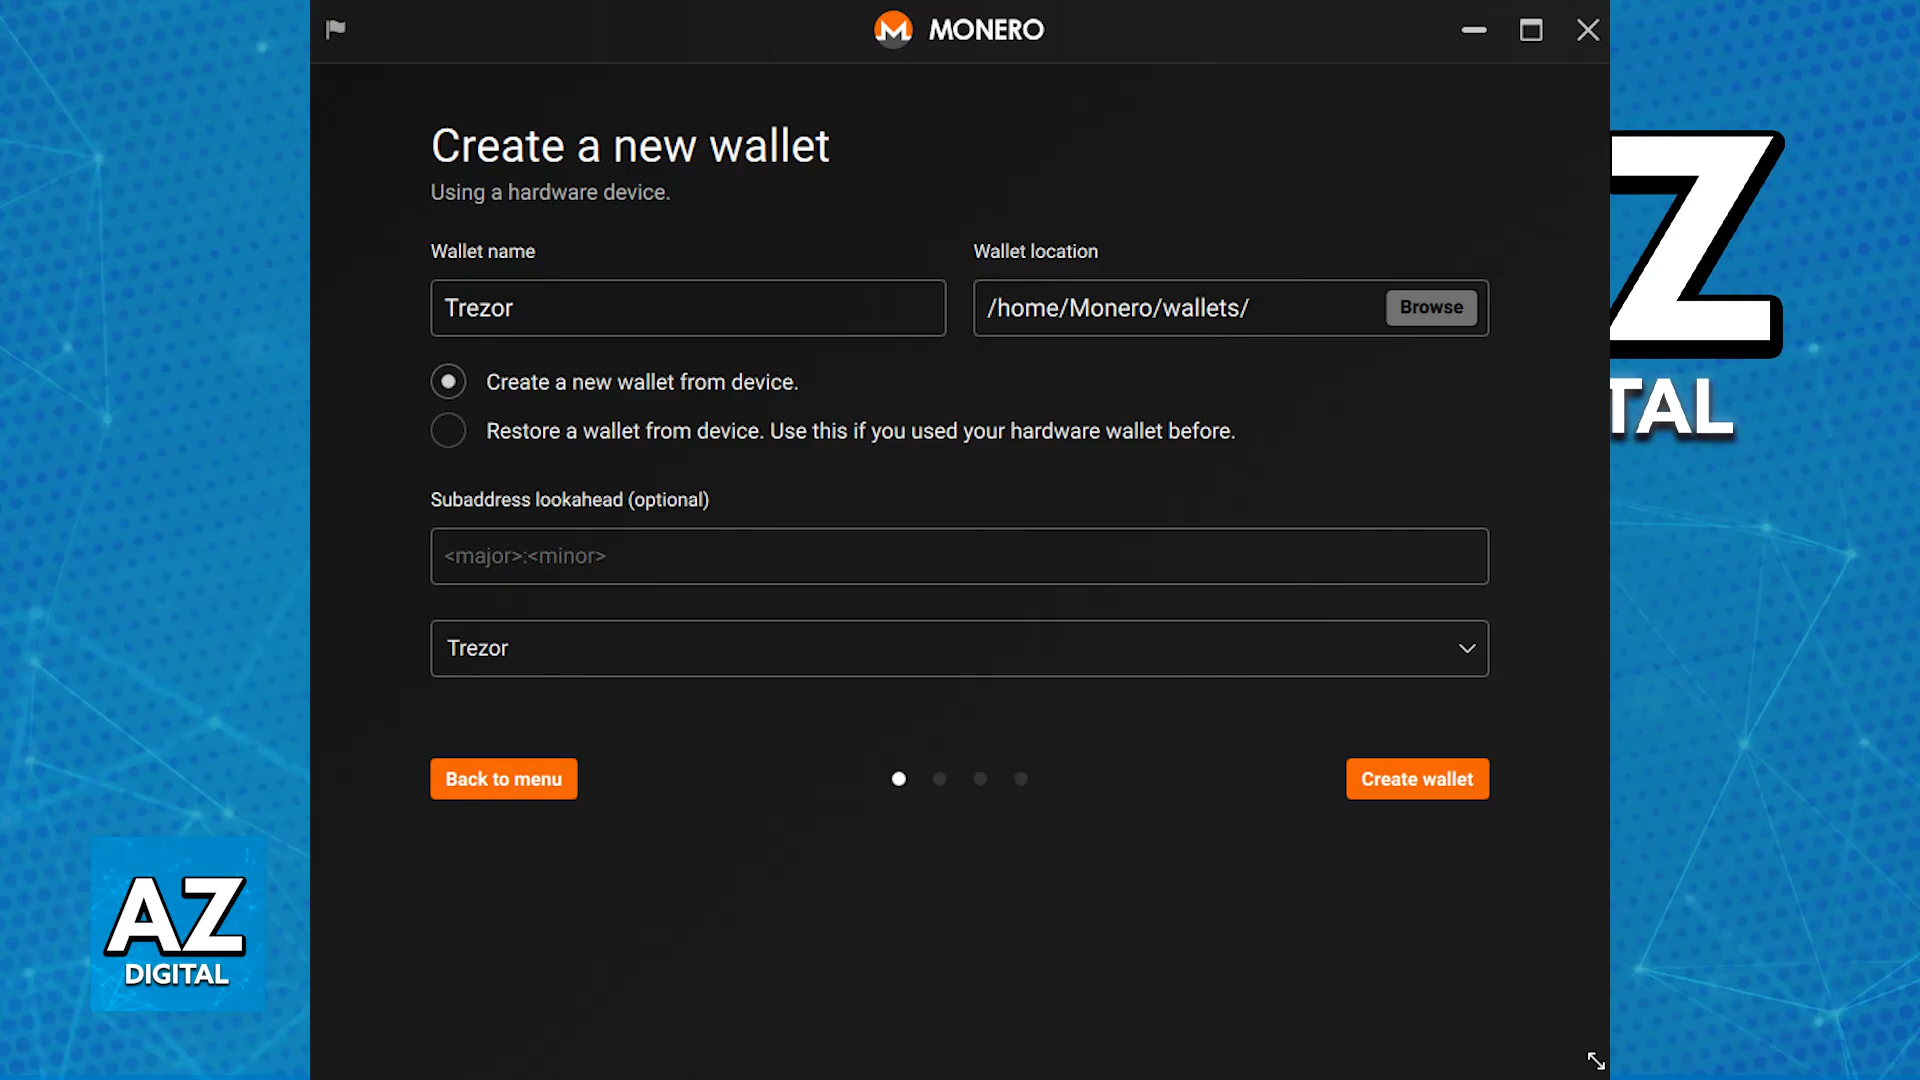 MONERO
Create a new wallet
Using a hardware device.
Wallet name
Wallet location
Trezor
/home/Monero/wallets/
Browse
Create a new wallet from device.
Restore a wallet from device. Use this if you used your hardware wallet before.
Subaddress lookahead (optional)
<major>:<minor>
Trezor
Back to menu
Create wallet
Z
TAL
AZ
DIGITAL